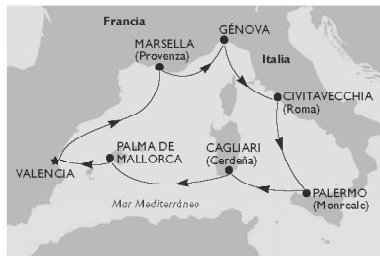 Francia
GÉNOVA
MARSELLA
(Provenza)
Italia
CIVITAVECCHIA
(Roma)
PALMA DE
MALLORCA
CAGLIARI
(Cerdeña)
VALENCIA
PALERMO
(Monreale)
Mar Mediterráneo